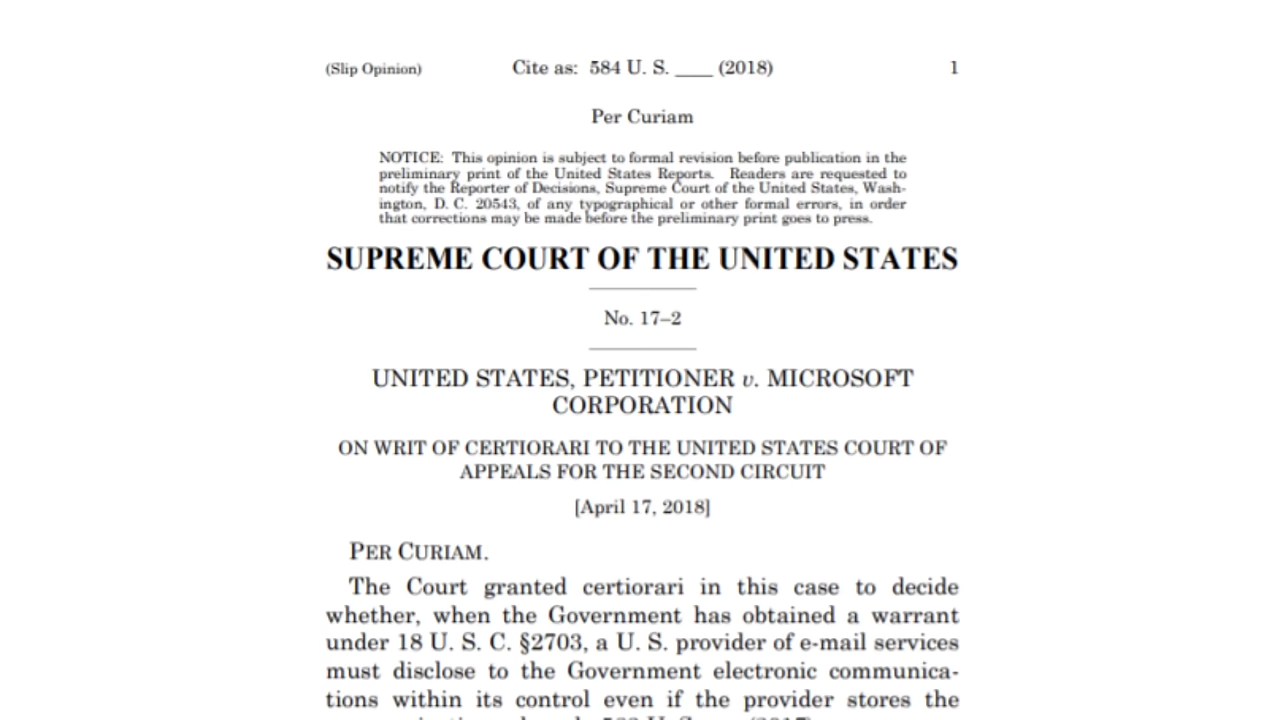 (Slip Opinion) Cite as: 584 U. S. ____ (2018) 1
Per Curiam
NOTICE: This opinion is subject to formal revision before publication in the
preliminary print of the United States Reports. Readers are requested to
notify the Reporter of Decisions, Supreme Court of the United States, Wash-
ington, D. C. 20543, of any typographical or other formal errors, in order
that corrections may be made before the preliminary print goes to press.
SUPREME COURT OF THE UNITED STATES
No. 17–2
UNITED STATES, PETITIONER v. MICROSOFT
CORPORATION
ON WRIT OF CERTIORARI TO THE UNITED STATES COURT OF
APPEALS FOR THE SECOND CIRCUIT
[April 17, 2018]
PER CURIAM.
The Court granted certiorari in this case to decide
whether, when the Government has obtained a warrant
under 18 U. S. C. §2703, a U. S. provider of e-mail services
must disclose to the Government electronic communica-
tions within its control even if the provider stores the